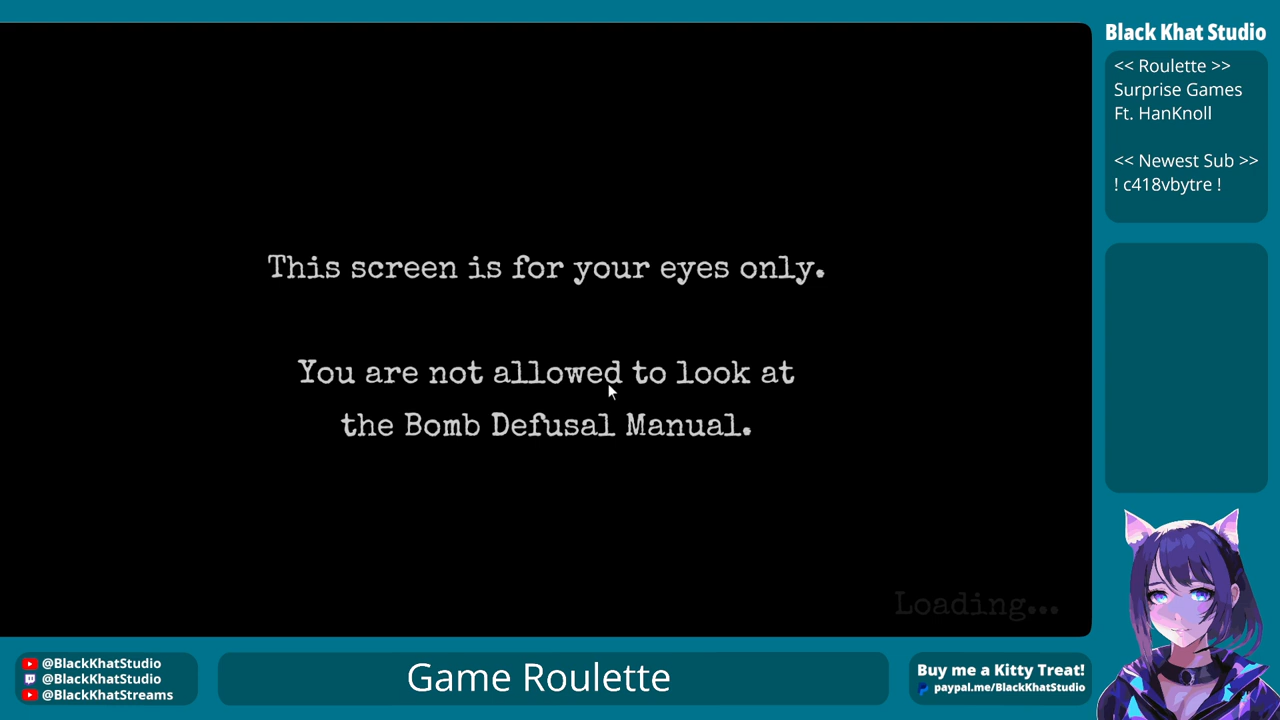 Black Khat Studio
<< Roulette >>
Surprise Games
Ft. HanKnoll
<< Newest Sub >>
! c418vbytre !
This screen is for your eyes only.
You are not allowed to look at
the Bomb Defusal Manual.
Loading...
@BlackKhatStudio
@BlackKhatStudio
@BlackKhatStreams
Game Roulette
Buy me a Kitty Treat!
paypal.me/BlackKhatStudio